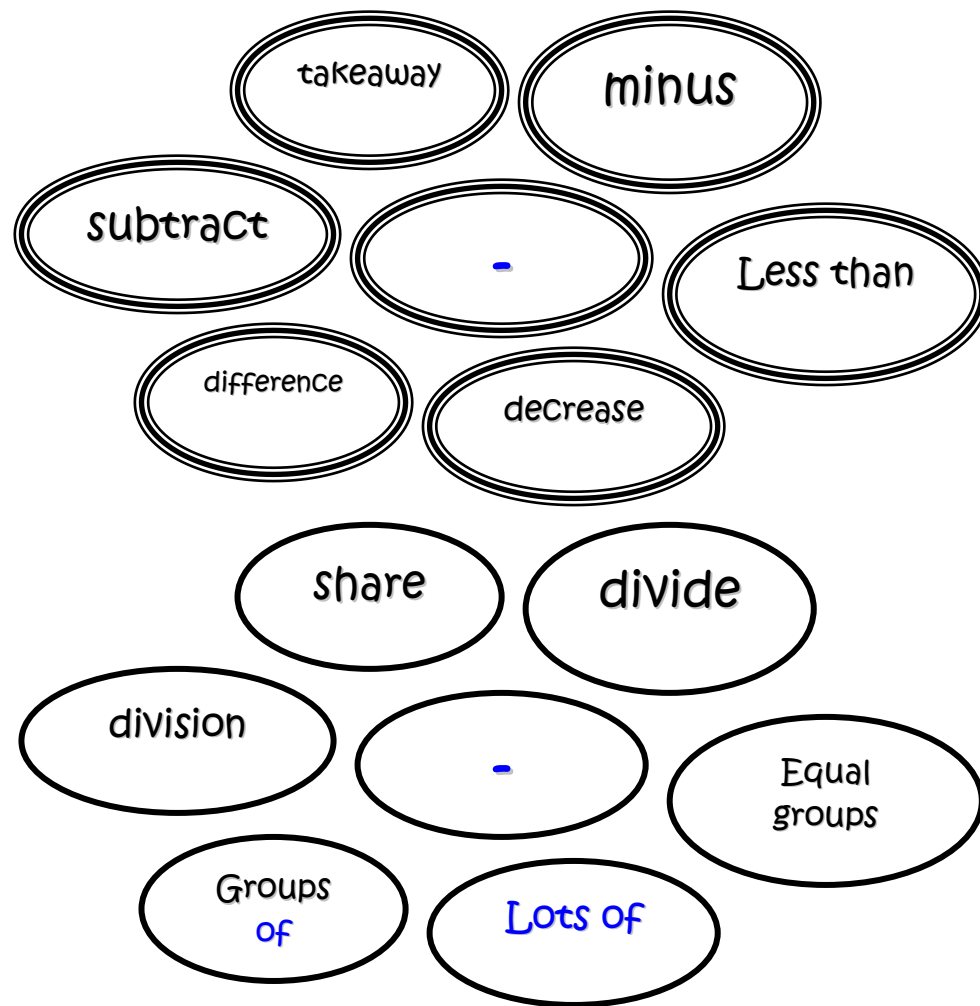 takeaway
minus
subtract
-
Less than
difference
decrease
share
divide
division
-
Equal
groups
Groups
of
Lots of